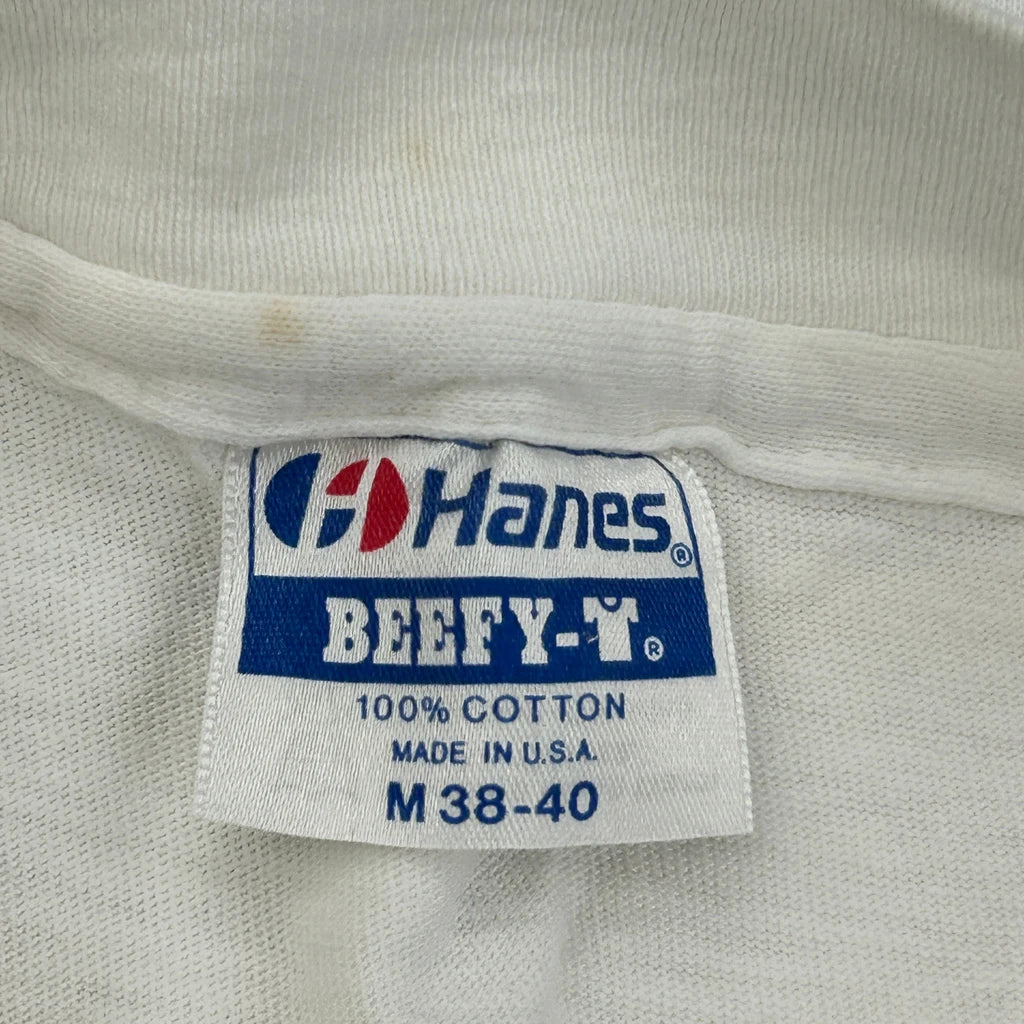 Hanes®
BEEFY-T®
100% COTTON
MADE IN U.S.A.
M 38-40